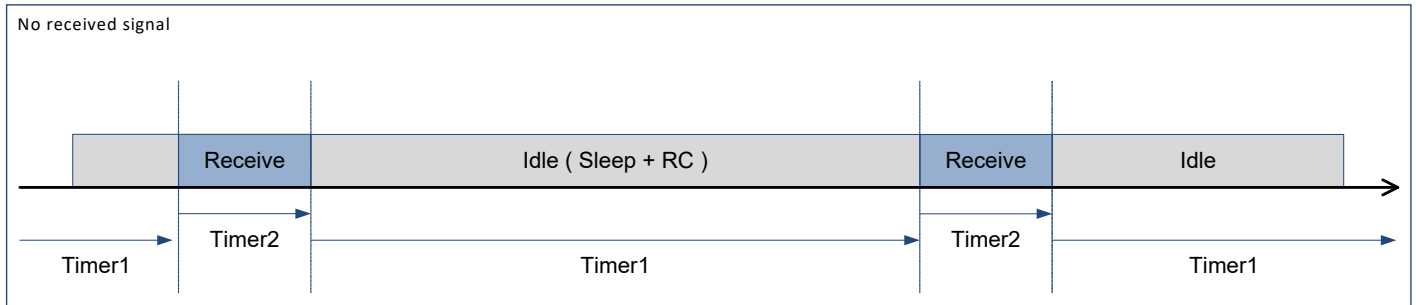 No received signal
Receive
Idle ( Sleep + RC )
Receive
Idle
Timer2
Timer2
Timer1
Timer1
Timer1